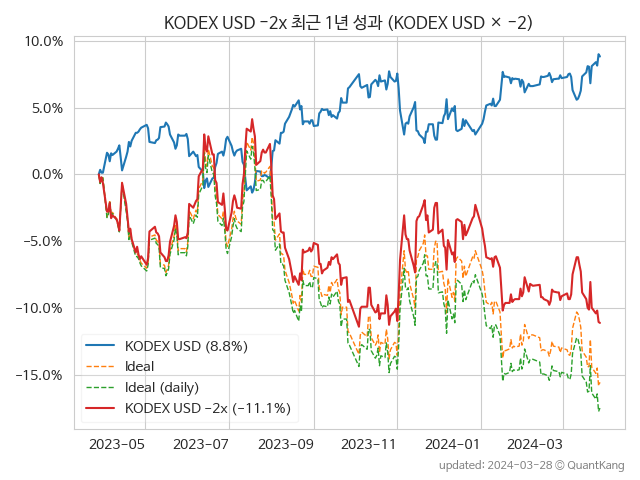 KODEX USD -2x 최근 1년 성과 (KODEX USD × -2)
10.0%
5.0%
0.0%
-5.0%
-10.0%
-15.0%
KODEX USD (8.8%)
Ideal
Ideal (daily)
KODEX USD -2x (-11.1%)
2023-05
2023-07
2023-09
2023-11
2024-01
2024-03
updated: 2024-03-28 © QuantKang